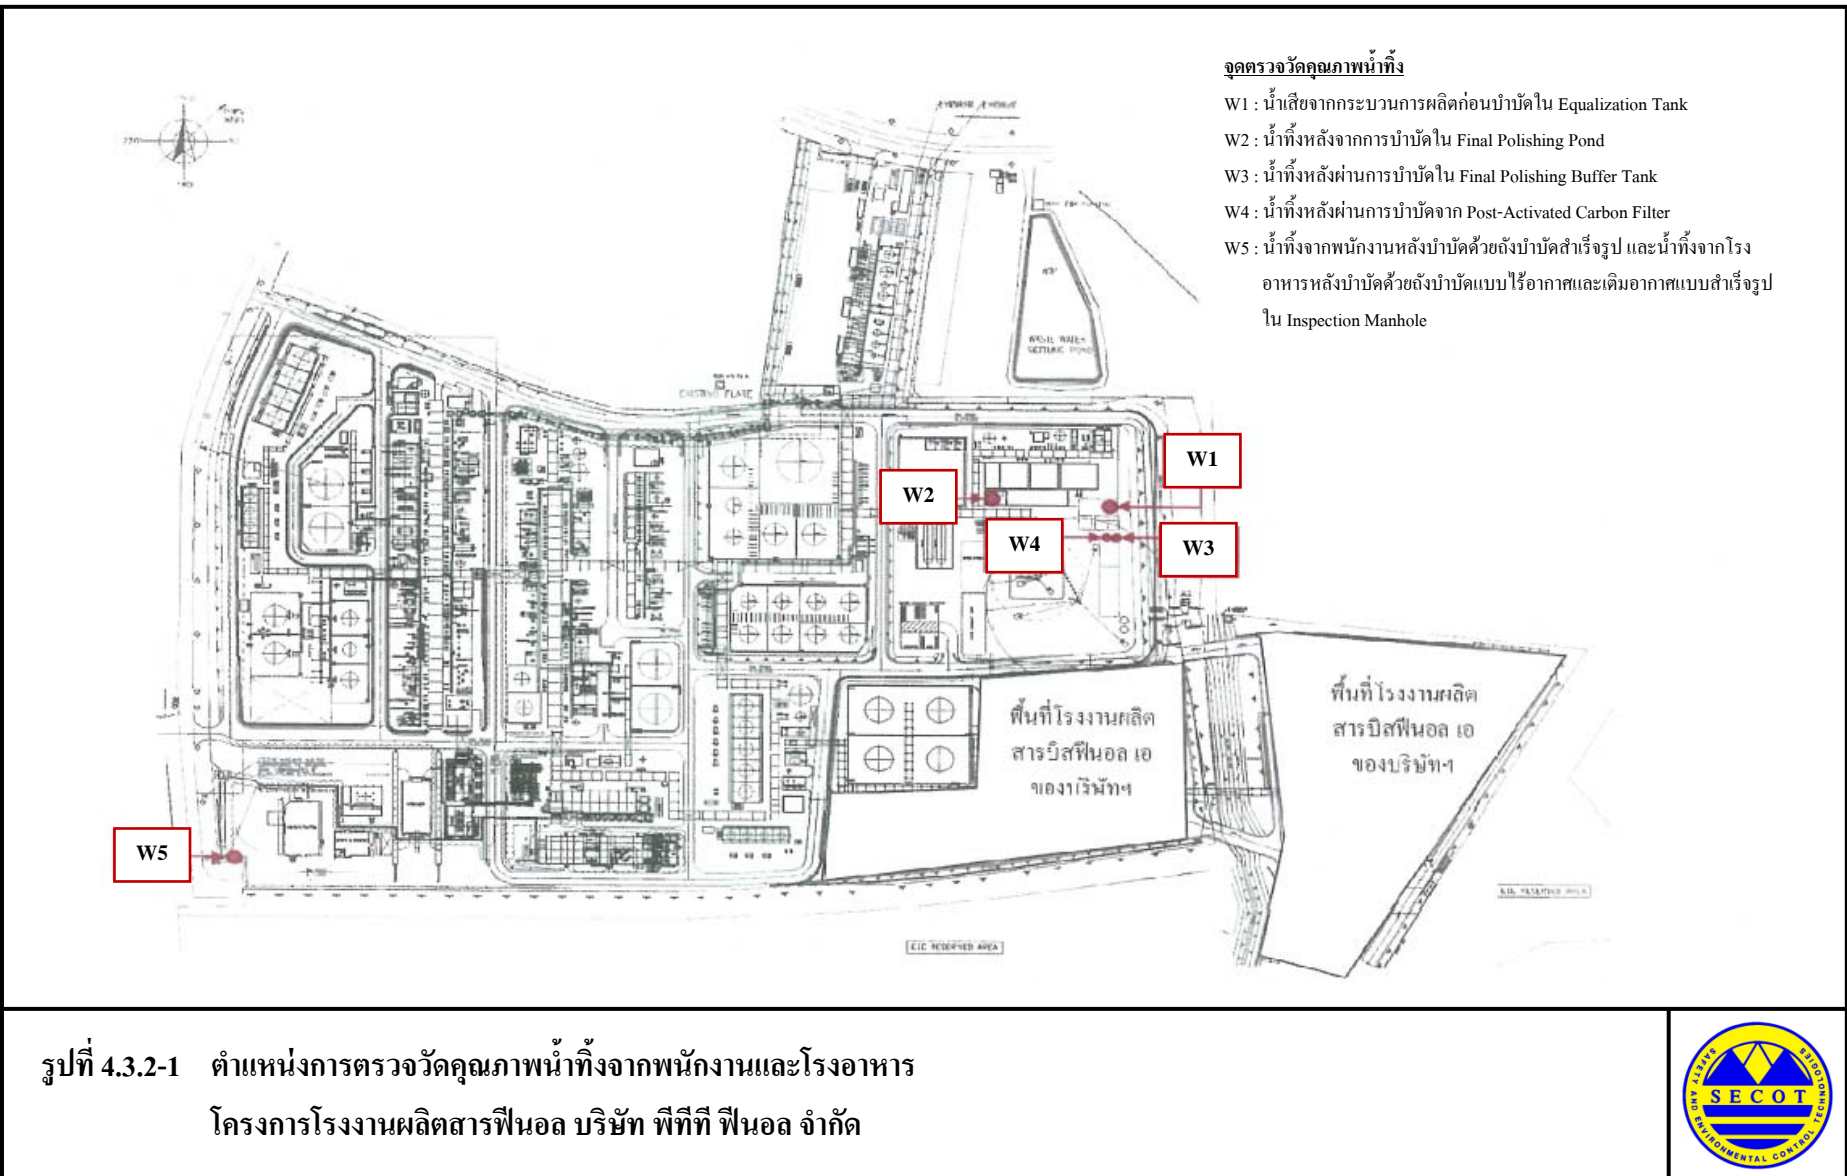 จุดตรวจวัดคุณภาพน้ำทิ้ง
W1 : น้ำเสียจากกระบวนการผลิตก่อนบำบัดใน Equalization Tank
W2 : น้ำทิ้งหลังจากการบำบัดใน Final Polishing Pond
W3 : น้ำทิ้งหลังผ่านการบำบัดใน Final Polishing Buffer Tank
W4 : น้ำทิ้งหลังผ่านการบำบัดจาก Post-Activated Carbon Filter
W5 : น้ำทิ้งจากพนักงานหลังบำบัดด้วยถังบำบัดสำเร็จรูป และน้ำทิ้งจากโรง
อาหารหลังบำบัดด้วยถังบำบัดแบบไร้อากาศและเติมอากาศแบบสำเร็จรูป
ใน Inspection Manhole
WASTE WATER
SETTLING POND
EXISTING FLARE
W1
W2
W4
W3
พื้นที่โรงงานผลิต
สารบิสฟีนอล เอ
ของบริษัทฯ
พื้นที่โรงงานผลิต
สารบิสฟีนอล เอ
ของบริษัทฯ
W5
E.I.E. RESERVED AREA
E.I.E RESERVED AREA
รูปที่ 4.3.2-1 ตำแหน่งการตรวจวัดคุณภาพน้ำทิ้งจากพนักงานและโรงอาหาร
โครงการโรงงานผลิตสารฟีนอล บริษัท พีทีที ฟีนอล จำกัด
SECOT
SAFETY AND ENVIRONMENTAL CONTROL TECHNOLOGIES